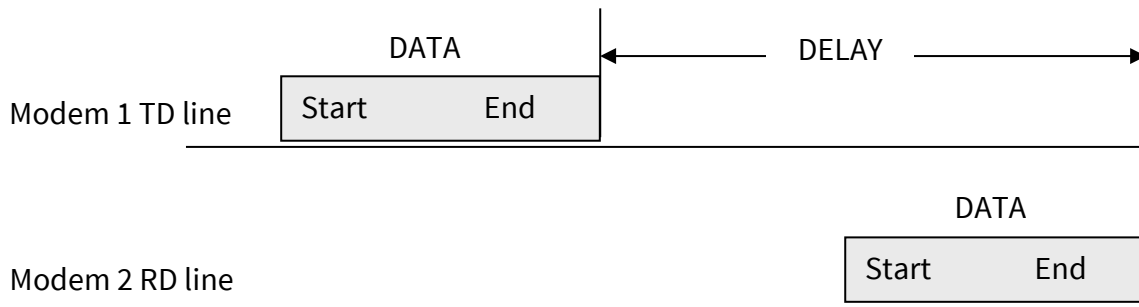 DATA
DELAY
Modem 1 TD line
Start End
DATA
Modem 2 RD line
Start End